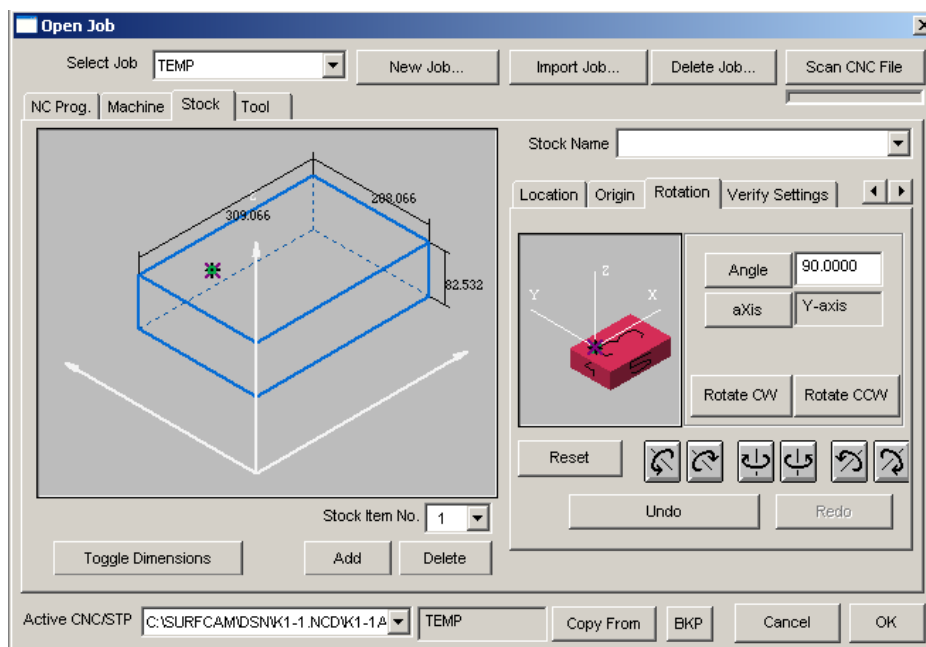 Open Job
Select Job TEMP New Job... Import Job... Delete Job... Scan CNC File
NC Prog. Machine Stock Tool
Stock Name
Location Origin Rotation Verify Settings
309.066 208.066
82.532
Z
Y X
Angle 90.0000
aXis Y-axis
Rotate CW Rotate CCW
Reset
Undo Redo
Stock Item No. 1
Toggle Dimensions Add Delete
Active CNC/STP C:\SURFCAM\DSN\K1-1.NCD\K1-1.A TEMP Copy From BKP Cancel OK